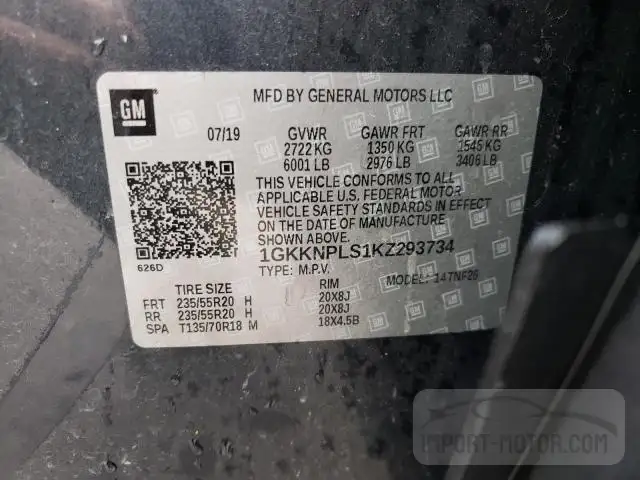 GM
MFD BY GENERAL MOTORS LLC
07/19 GVWR GAWR FRT GAWR RR
2722 KG 1350 KG 1545 KG
6001 LB 2976 LB 3406 LB
THIS VEHICLE CONFORMS TO ALL
APPLICABLE U.S. FEDERAL MOTOR
VEHICLE SAFETY STANDARDS IN EFFECT
ON THE DATE OF MANUFACTURE
SHOWN ABOVE.
1GKKNPLS1KZ293734
626D
TYPE: M.P.V. MODEL: 14TNF26
TIRE SIZE RIM
FRT 235/55R20 H 20X8J
RR 235/55R20 H 20X8J
SPA T135/70R18 M 18X4.5B
IMPORT-MOTOR.COM